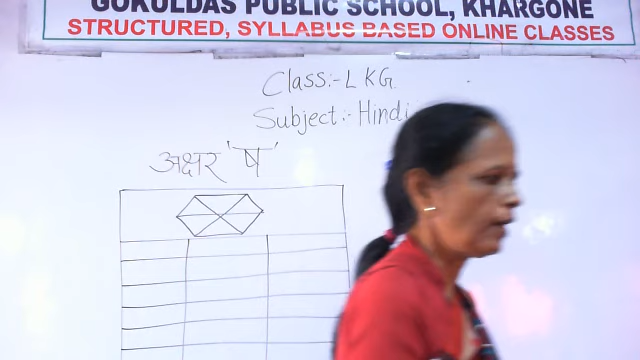 GOKULDAS PUBLIC SCHOOL, KHARGONE
STRUCTURED, SYLLABUS BASED ONLINE CLASSES
Class:- LKG
Subject:- Hindi
अक्षर 'ष'